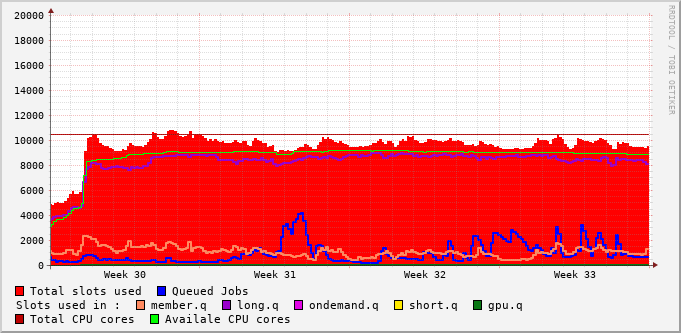 20000
18000
16000
14000
12000
10000
8000
6000
4000
2000
0
Week 30 Week 31 Week 32 Week 33
RRDTOOL / TOBI OETIKER
Total slots used Queued Jobs
Slots used in : member.q long.q ondemand.q short.q gpu.q
Total CPU cores Availale CPU cores